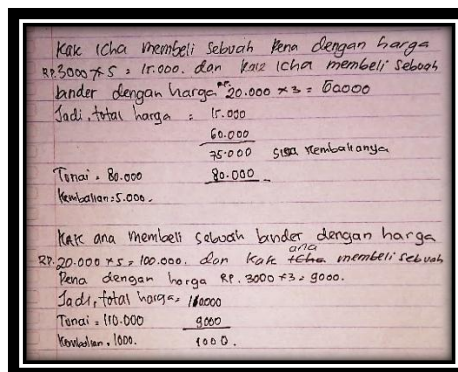 Kak Icha membeli sebuah Pena dengan harga
RP.3000 x 5 = 15.000. dan Kak Icha membeli sebuah
binder dengan harga RP. 20.000 x 3 = 60000
Jadi, total harga = 15.000
60.000
75.000 sisa kembalianya
Tunai = 80.000 80.000
Kembalian = 5.000.
Kak ana membeli sebuah binder dengan harga
RP. 20.000 x 5 = 100.000. dan kak ana membeli sebuah
Pena dengan harga RP. 3000 x 3 = 9000.
Jadi, total harga =
Tunai = 110.000 9000
Kembalian . 1000. 1000.